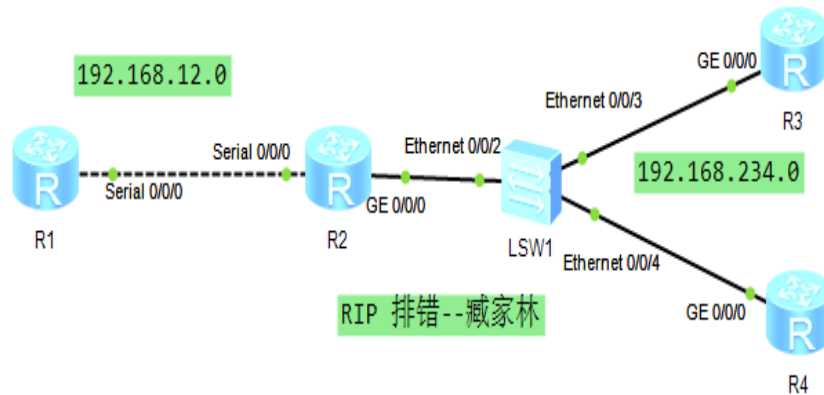 192.168.12.0
GE 0/0/0
R
R3
Ethernet 0/0/3
Serial 0/0/0
Ethernet 0/0/2
R
Serial 0/0/0
R
GE 0/0/0
192.168.234.0
R1
R2
LSW1
Ethernet 0/0/4
RIP 排错--臧家林
GE 0/0/0
R
R4